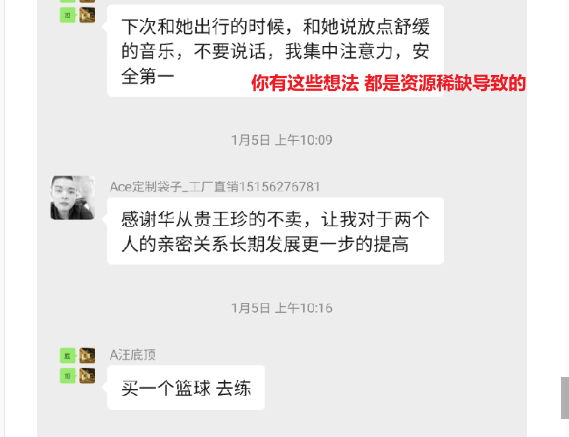 下次和她出行的时候，和她说放点舒缓
的音乐，不要说话，我集中注意力，安
全第一
你有这些想法 都是资源稀缺导致的
1月5日 上午10:09
Ace定制袋子_工厂直销15156276781
感谢华从贵王珍的不卖，让我对于两个
人的亲密关系长期发展更一步的提高
1月5日 上午10:16
A汪底顶
买一个篮球 去练